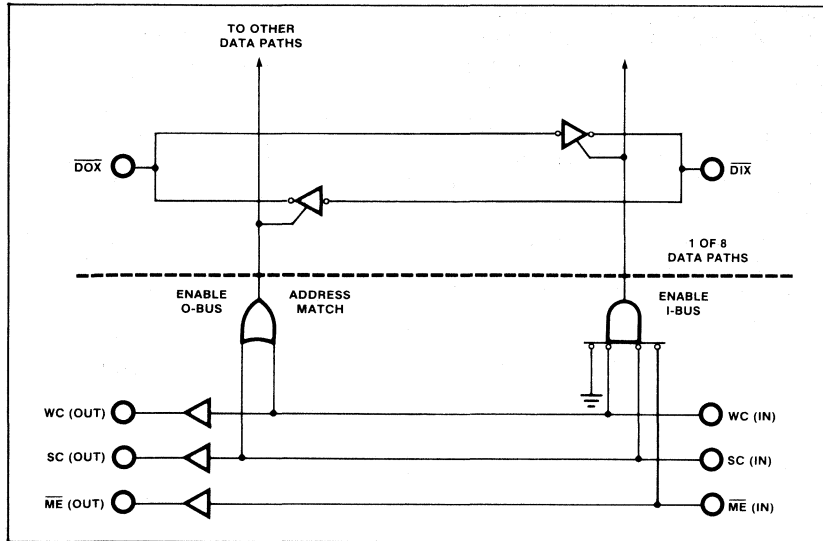 TO OTHER
DATA PATHS
DOX
DIX
1 OF 8
DATA PATHS
ENABLE
O-BUS
ADDRESS
MATCH
ENABLE
I-BUS
WC (OUT)
WC (IN)
SC (OUT)
SC (IN)
ME (OUT)
ME (IN)